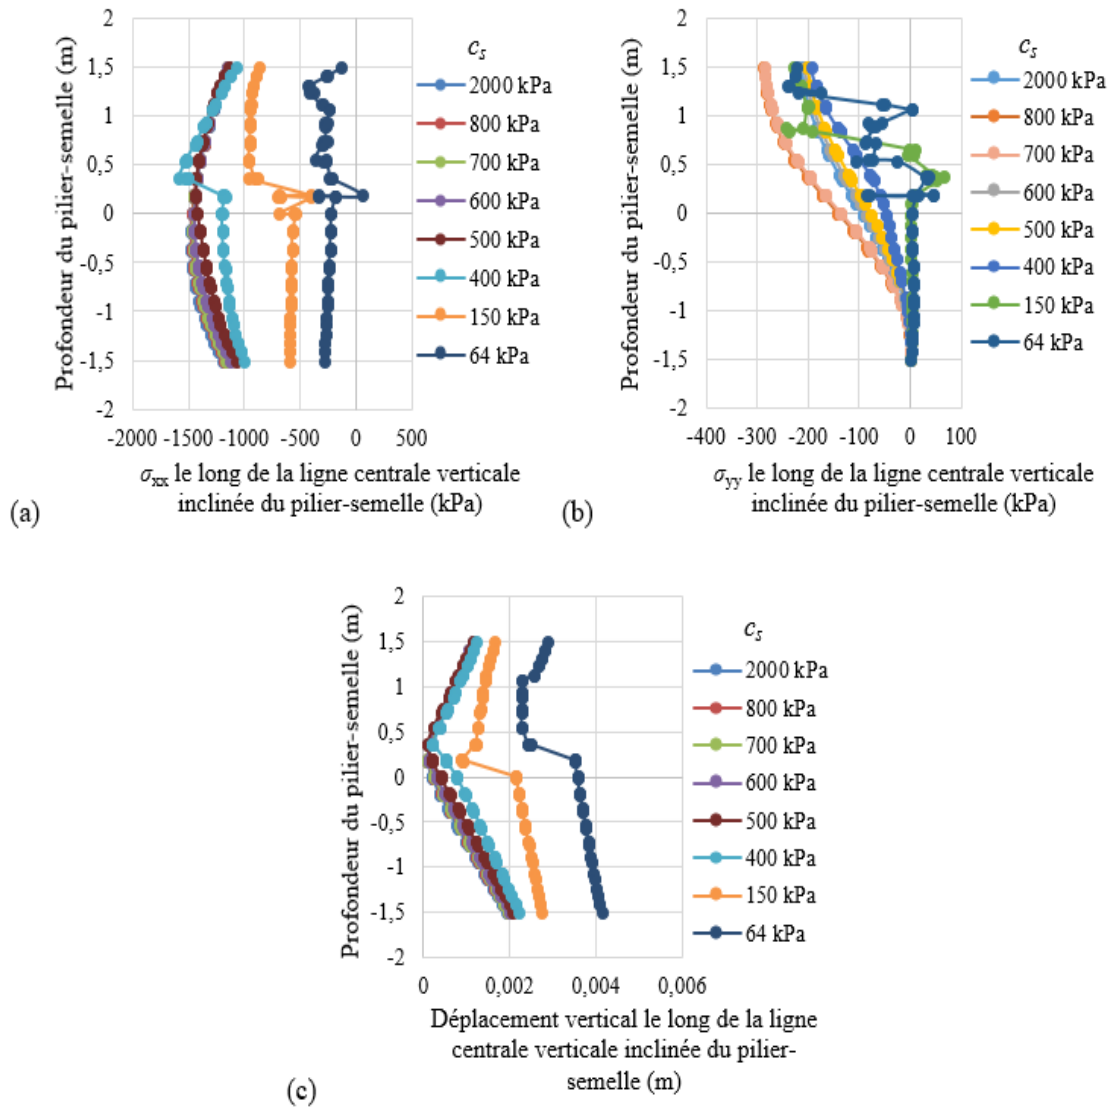 2
1,5
1
0,5
0
-0,5
-1
-1,5
-2
Profondeur du pilier-semelle (m)
-2000 -1500 -1000 -500 0 500
σxx le long de la ligne centrale verticale
inclinée du pilier-semelle (kPa)
(a)
cs
2000 kPa
800 kPa
700 kPa
600 kPa
500 kPa
400 kPa
150 kPa
64 kPa
2
1,5
1
0,5
0
-0,5
-1
-1,5
-2
Profondeur du pilier-semelle (m)
-400 -300 -200 -100 0 100
σyy le long de la ligne centrale verticale
inclinée du pilier-semelle (kPa)
(b)
cs
2000 kPa
800 kPa
700 kPa
600 kPa
500 kPa
400 kPa
150 kPa
64 kPa
2
1,5
1
0,5
0
-0,5
-1
-1,5
-2
Profondeur du pilier-semelle (m)
0 0,002 0,004 0,006
Déplacement vertical le long de la ligne
centrale verticale inclinée du pilier-
semelle (m)
(c)
cs
2000 kPa
800 kPa
700 kPa
600 kPa
500 kPa
400 kPa
150 kPa
64 kPa